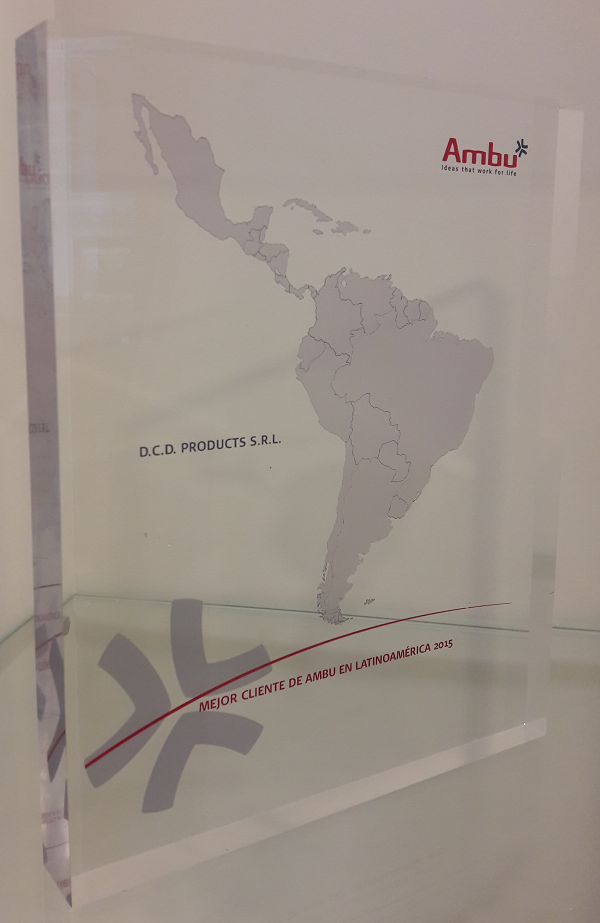 Ambu
Ideas that work for life
D.C.D. PRODUCTS S.R.L.
MEJOR CLIENTE DE AMBU EN LATINOAMÉRICA 2015